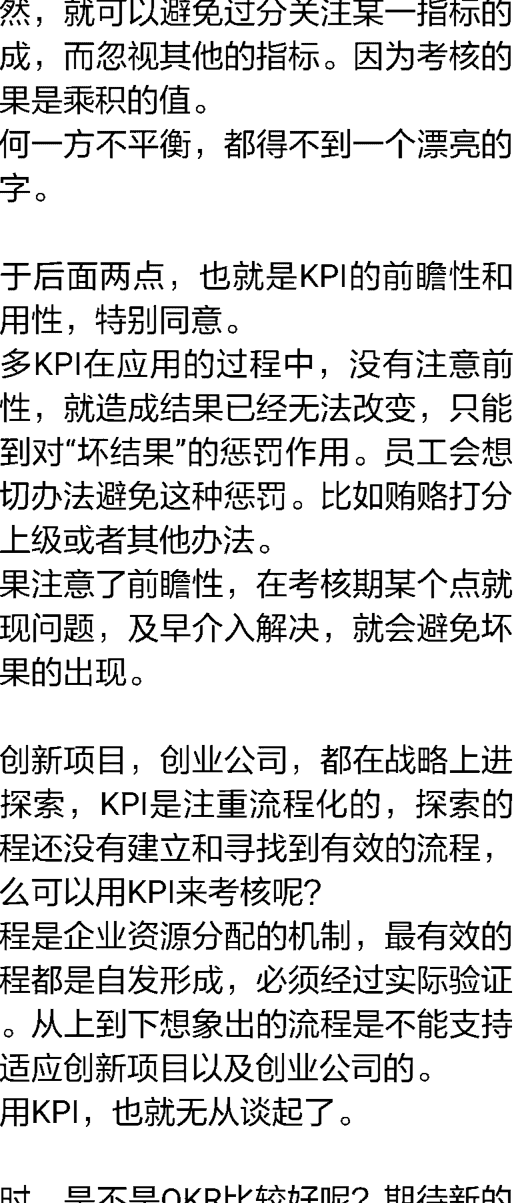 然，就可以避免过分关注某一指标的
成，而忽视其他的指标。因为考核的
果是乘积的值。
何一方不平衡，都得不到一个漂亮的
字。
于后面两点，也就是KPI的前瞻性和
用性，特别同意。
多KPI在应用的过程中，没有注意前
性，就造成结果已经无法改变，只能
到对“坏结果”的惩罚作用。员工会想
切办法避免这种惩罚。比如贿赂打分
上级或者其他办法。
果注意了前瞻性，在考核期某个点就
现问题，及早介入解决，就会避免坏
果的出现。
创新项目，创业公司，都在战略上进
探索，KPI是注重流程化的，探索的
程还没有建立和寻找到有效的流程，
么可以用KPI来考核呢？
程是企业资源分配的机制，最有效的
程都是自发形成，必须经过实际验证
。从上到下想象出的流程是不能支持
适应创新项目以及创业公司的。
用KPI，也就无从谈起了。
时，是不是OKR比较好呢？期待新的